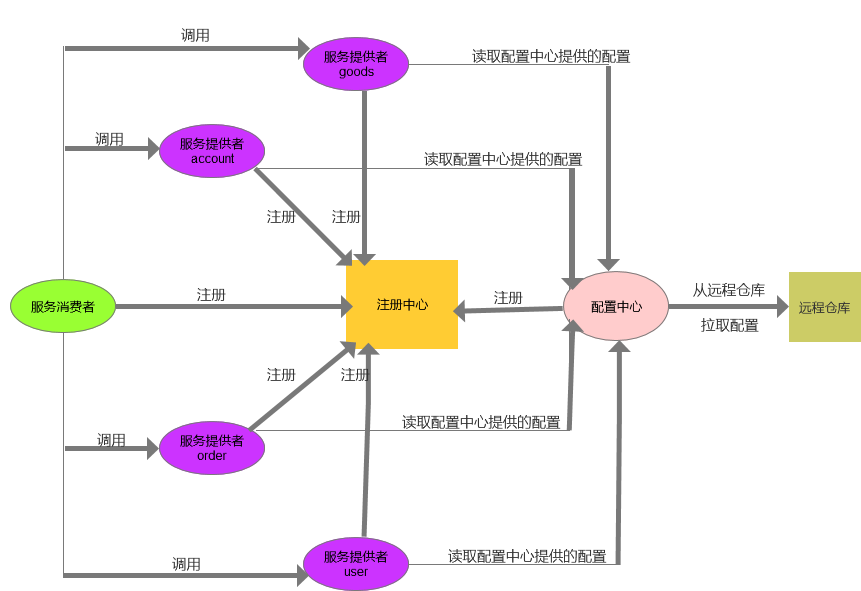 调用
服务提供者
goods
读取配置中心提供的配置
调用
服务提供者
account
读取配置中心提供的配置
注册
注册
服务消费者
注册
注册中心
注册
配置中心
从远程仓库
拉取配置
远程仓库
注册
注册
调用
服务提供者
order
读取配置中心提供的配置
调用
服务提供者
user
读取配置中心提供的配置